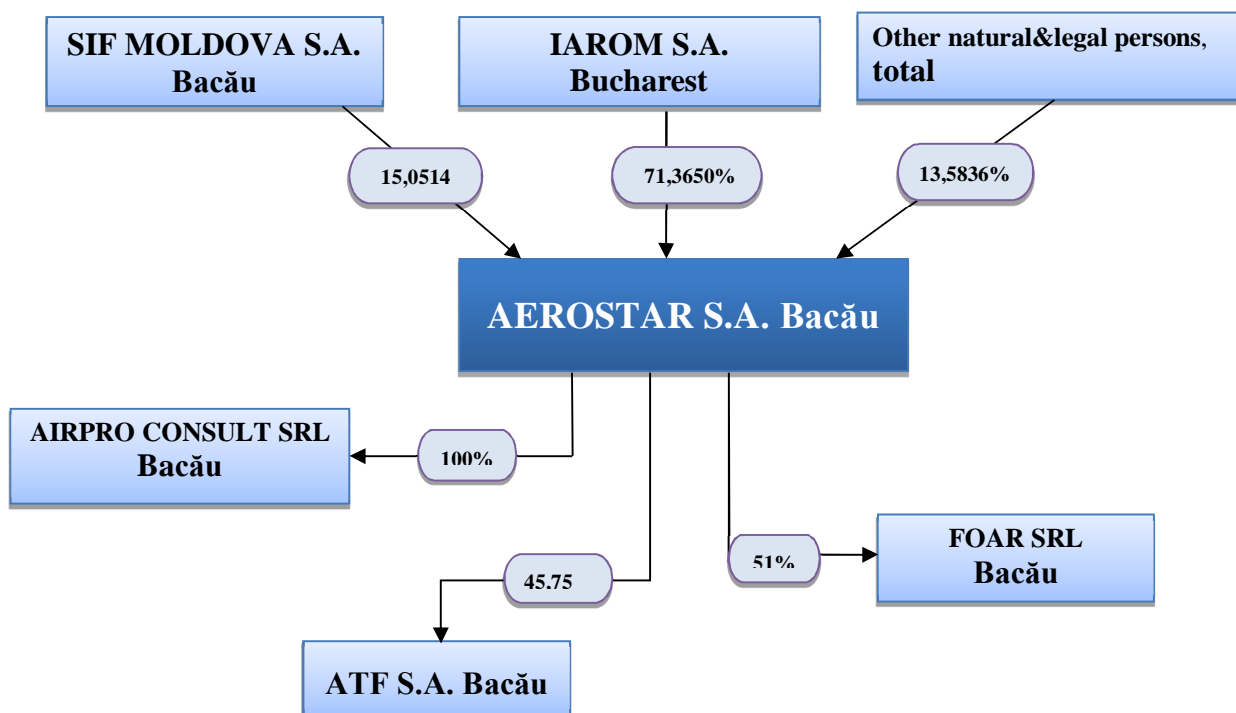 SIF MOLDOVA S.A.
Bacău
IAROM S.A.
Bucharest
Other natural&legal persons,
total
15,0514
71,3650%
13,5836%
AEROSTAR S.A. Bacău
AIRPRO CONSULT SRL
Bacău
100%
FOAR SRL
Bacău
51%
45.75
ATF S.A. Bacău